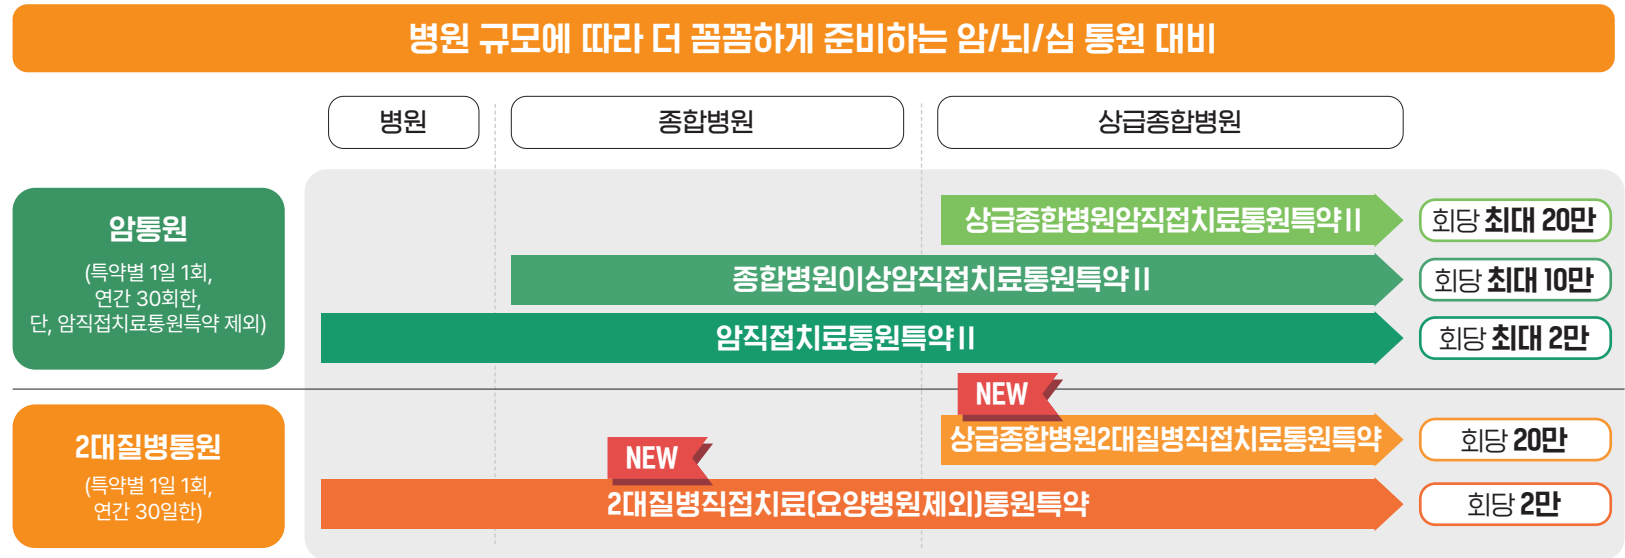 병원 규모에 따라 더 꼼꼼하게 준비하는 암/뇌/심 통원 대비
병원
종합병원
상급종합병원
암통원
(특약별 1일 1회,
연간 30회한,
단, 암직접치료통원특약 제외)
상급종합병원암직접치료통원특약Ⅱ
회당 최대 20만
종합병원이상암직접치료통원특약Ⅱ
회당 최대 10만
암직접치료통원특약Ⅱ
회당 최대 2만
2대질병통원
(특약별 1일 1회,
연간 30일한)
NEW
상급종합병원2대질병직접치료통원특약
회당 20만
NEW
2대질병직접치료(요양병원제외)통원특약
회당 2만